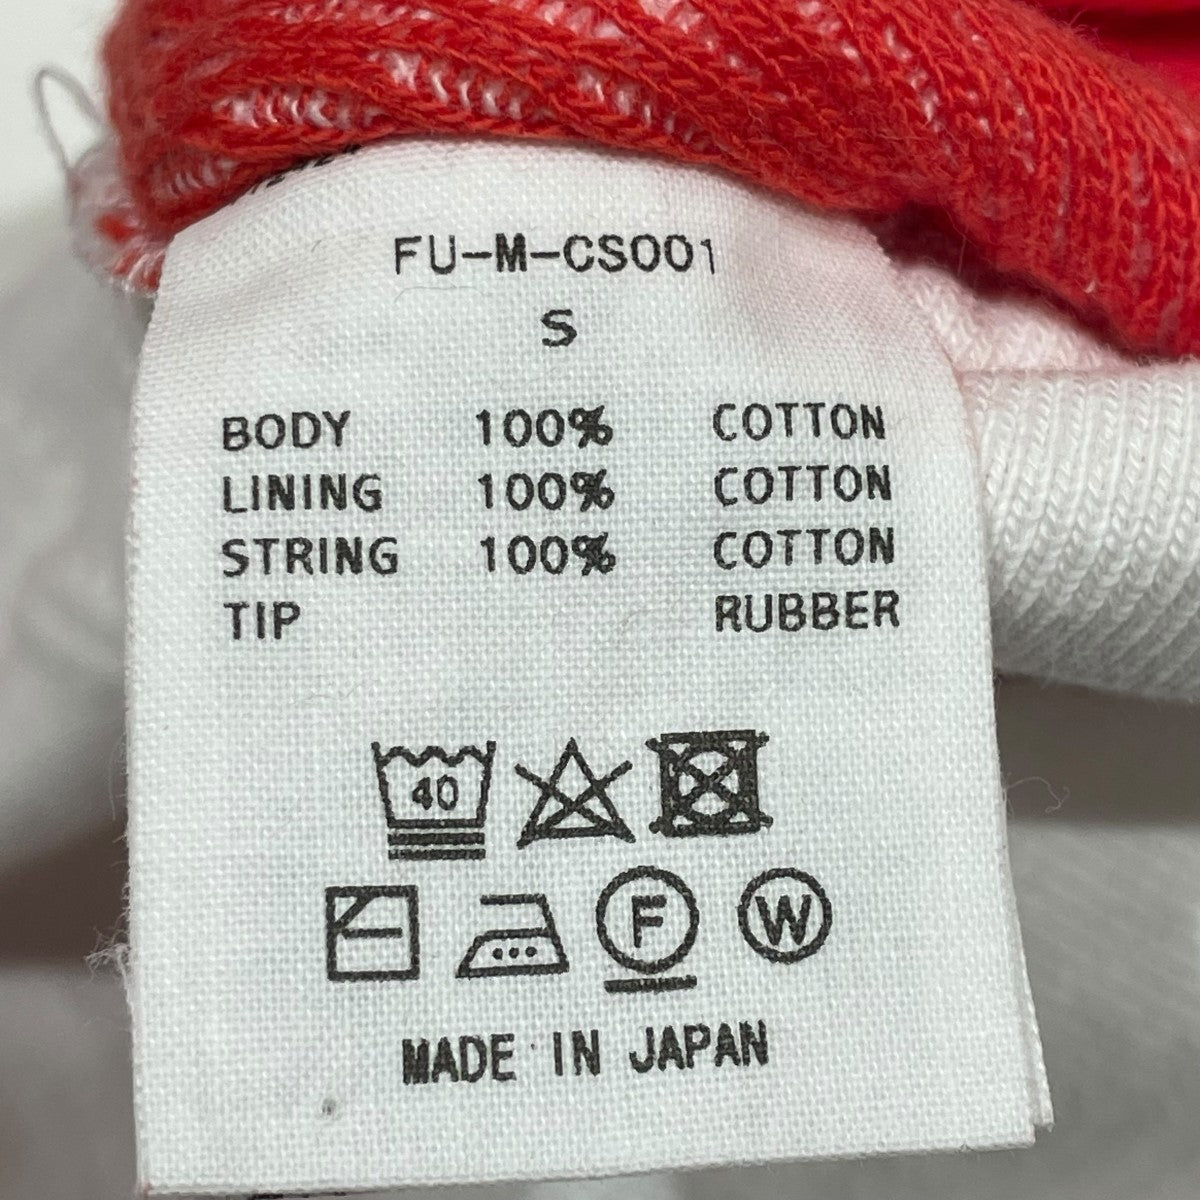 FU-M-CS001
S
BODY 100% COTTON
LINING 100% COTTON
STRING 100% COTTON
TIP RUBBER
40
F W
MADE IN JAPAN